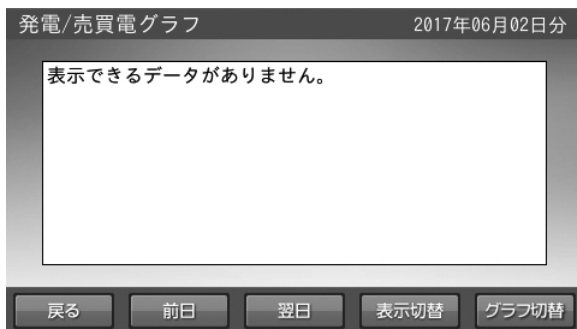 発電/売買電グラフ 2017年06月02日分
表示できるデータがありません。
戻る 前日 翌日 表示切替 グラフ切替